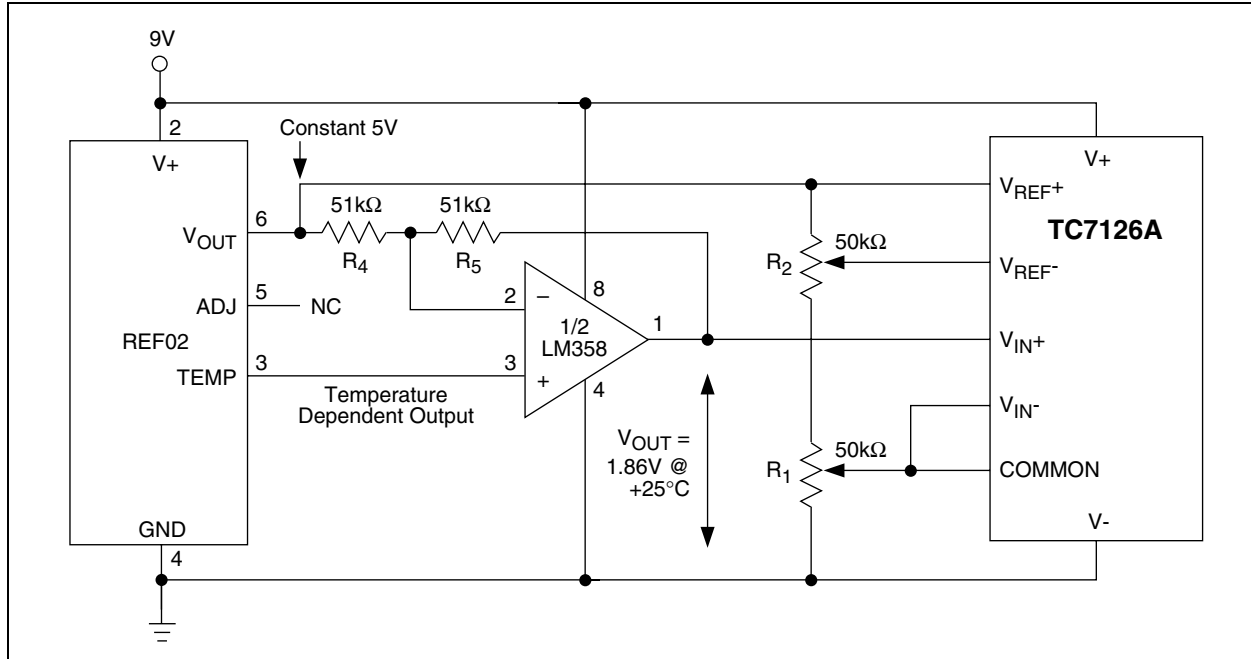 9V
2
Constant 5V
V+
V+
VREF+
51kΩ
51kΩ
TC7126A
6
VOUT
50kΩ
R4
R5
R2
VREF-
8
5
2
–
ADJ
NC
1/2
1
REF02
LM358
VIN+
3
3
TEMP
+
4
Temperature
Dependent Output
VIN-
VOUT =
50kΩ
1.86V @
R1
COMMON
+25°C
V-
GND
4